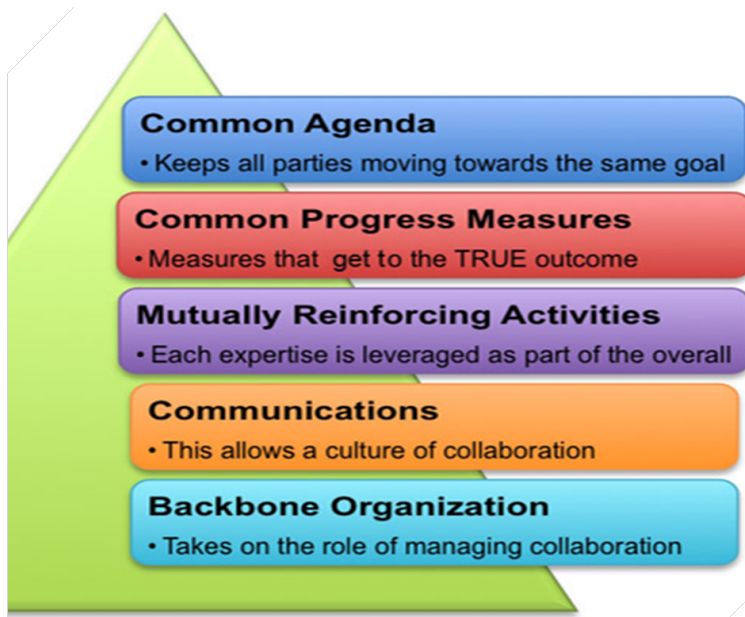 Common Agenda
• Keeps all parties moving towards the same goal
Common Progress Measures
• Measures that get to the TRUE outcome
Mutually Reinforcing Activities
• Each expertise is leveraged as part of the overall
Communications
• This allows a culture of collaboration
Backbone Organization
• Takes on the role of managing collaboration